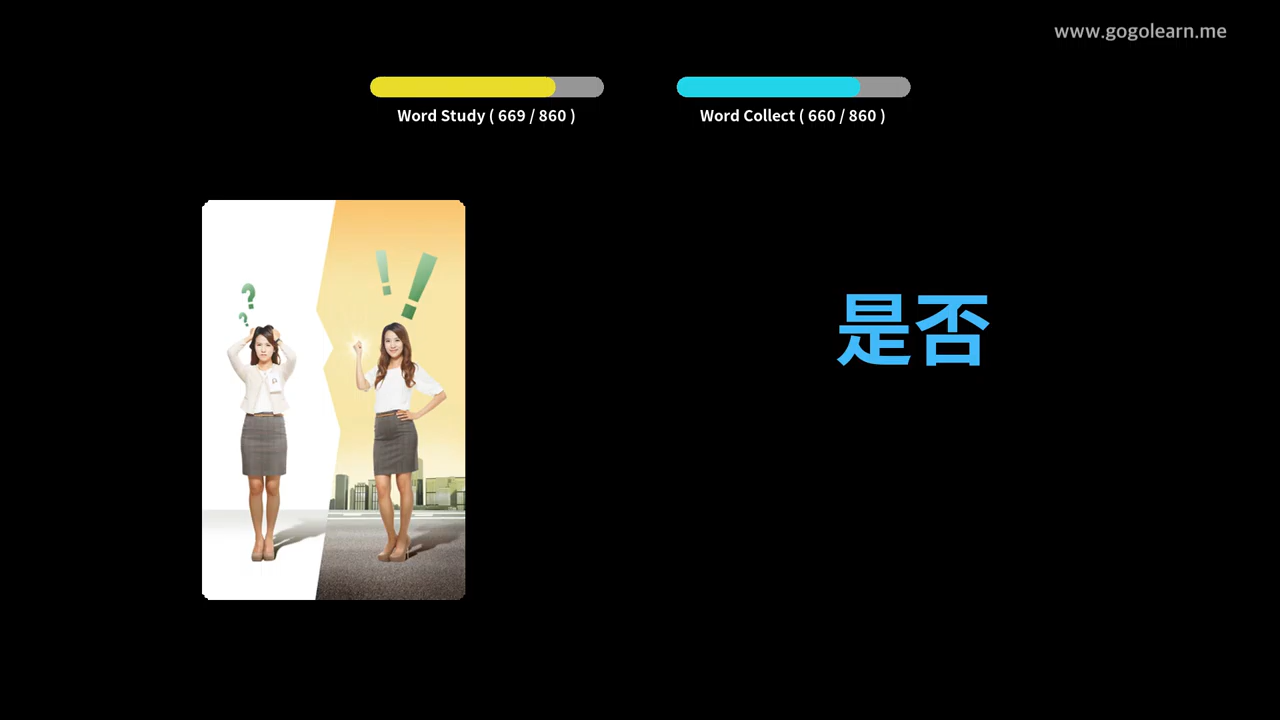 www.gogolearn.me
Word Study ( 669 / 860 )
Word Collect ( 660 / 860 )
? ?
! !
是否